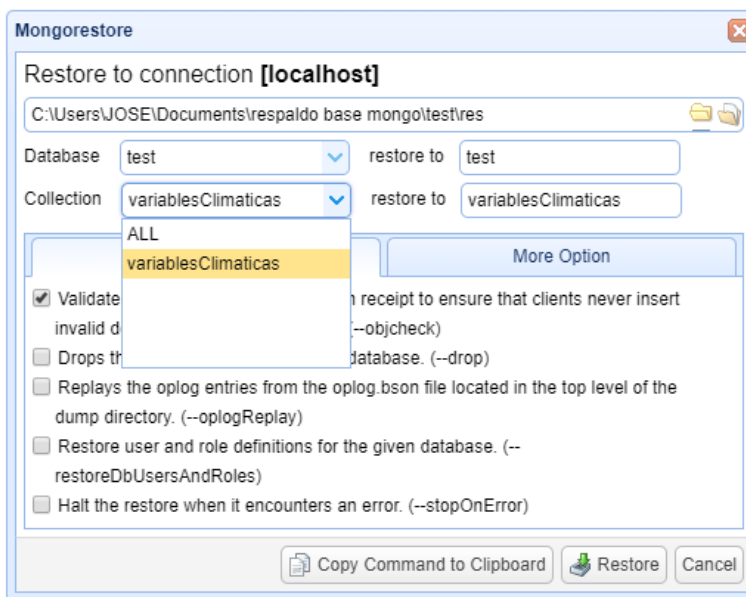 Mongorestore
Restore to connection [localhost]
C:\Users\JOSE\Documents\respaldo base mongo\test\res
Database test restore to test
Collection variablesClimaticas restore to variablesClimaticas
ALL
variablesClimaticas
More Option
Validate receipt to ensure that clients never insert
invalid (--objcheck)
Drops database. (--drop)
Replays the oplog entries from the oplog.bson file located in the top level of the
dump directory. (--oplogReplay)
Restore user and role definitions for the given database. (--
restoreDbUsersAndRoles)
Halt the restore when it encounters an error. (--stopOnError)
Copy Command to Clipboard Restore Cancel